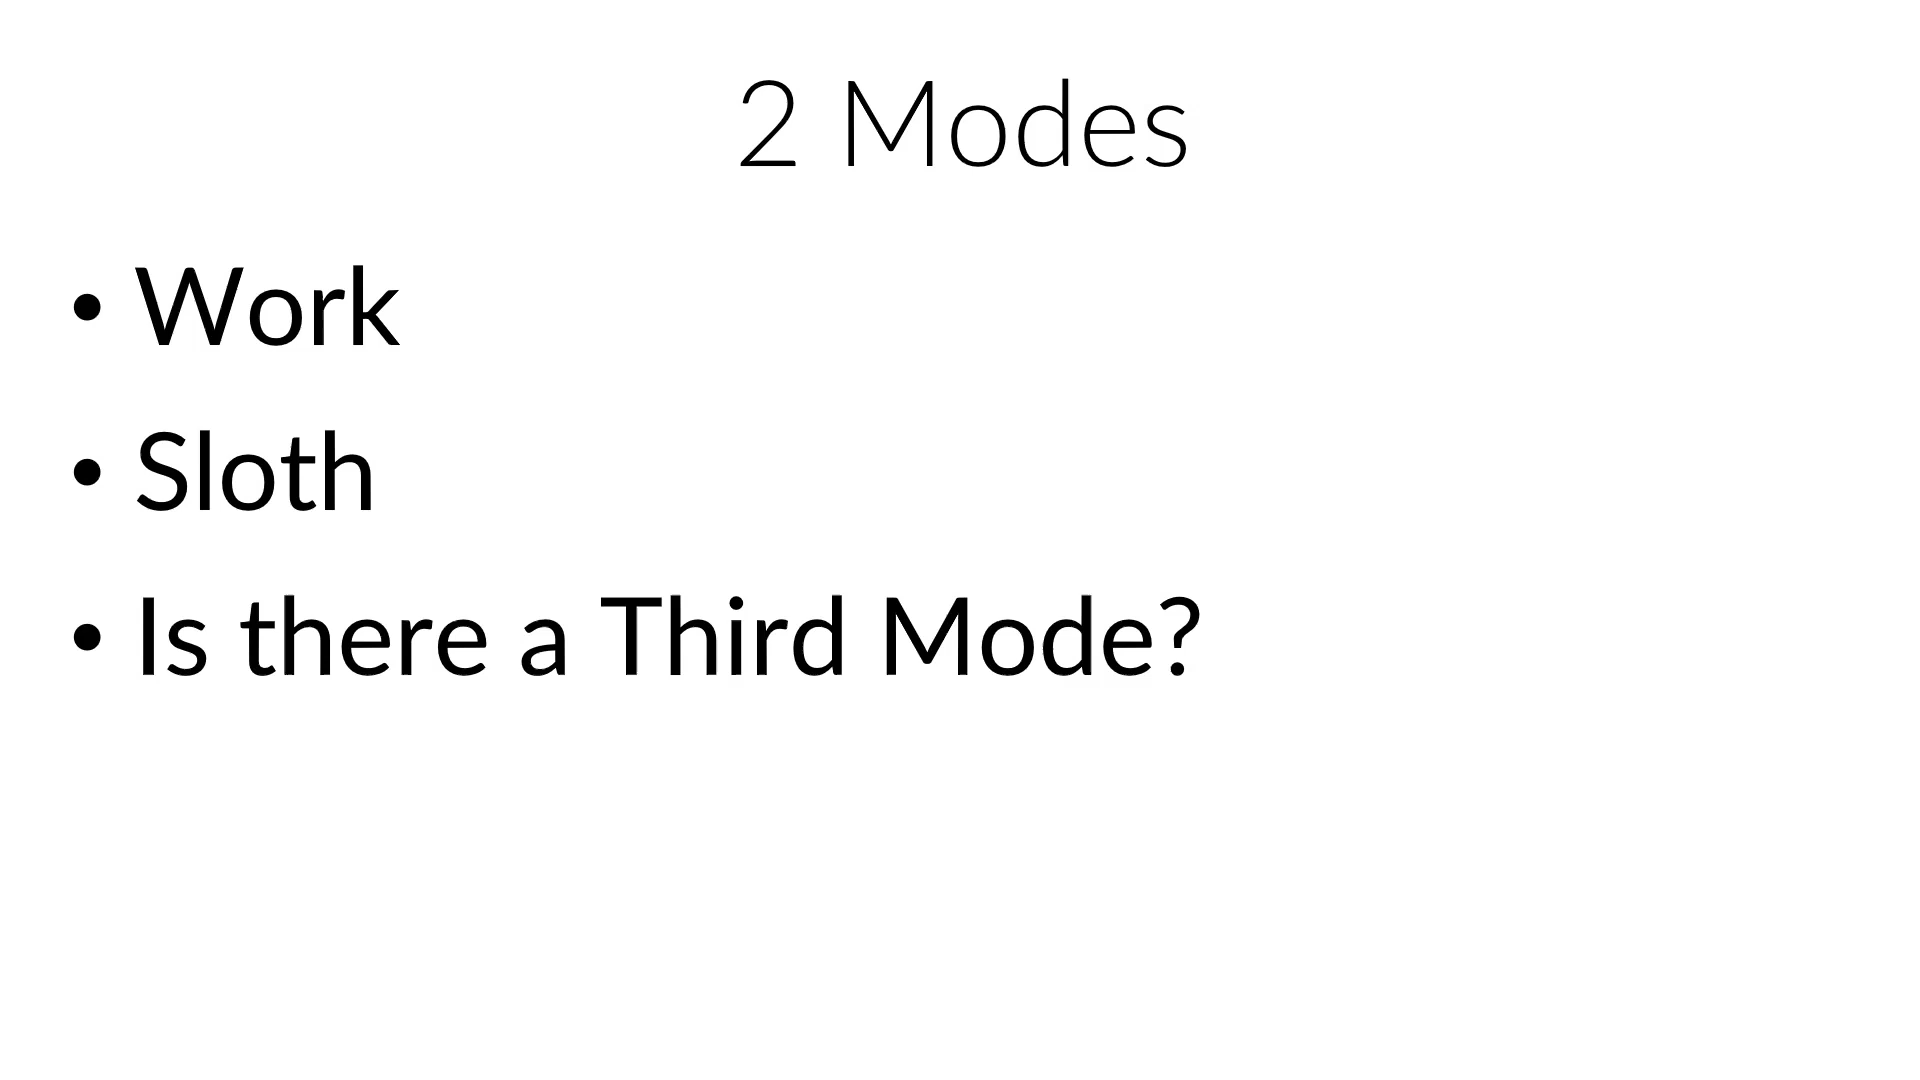 2 Modes
• Work
• Sloth
• Is there a Third Mode?